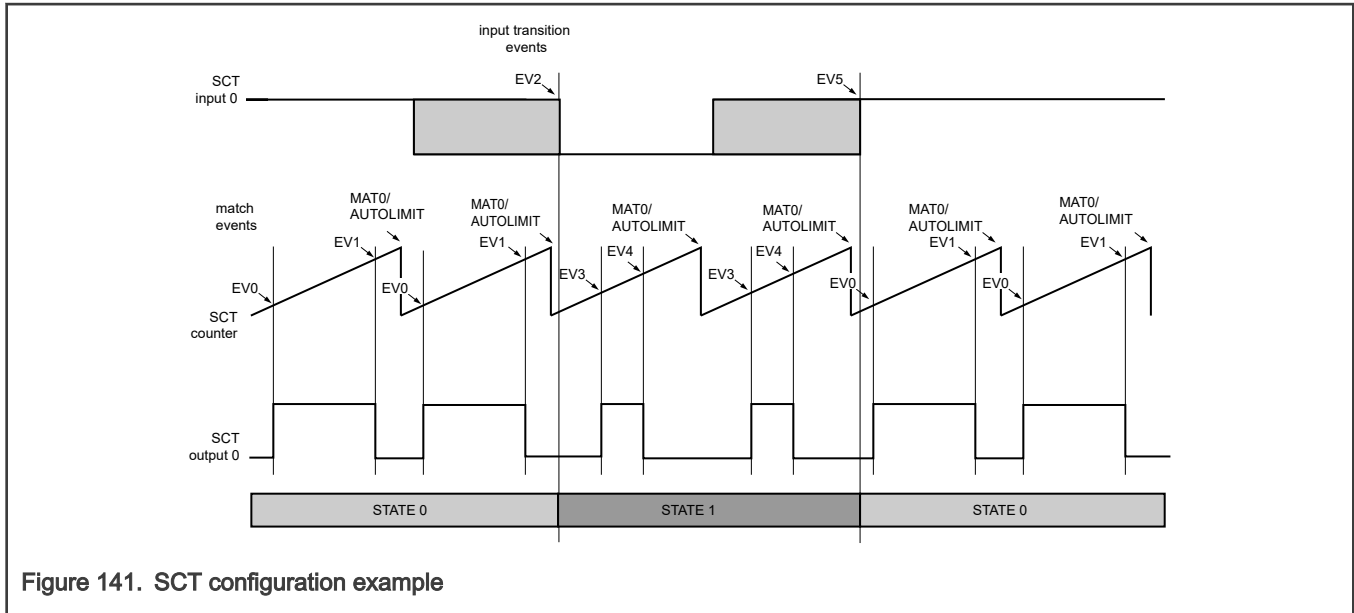 input transition
events
SCT
input 0
EV2
EV5
match
events
MAT0/
AUTOLIMIT
MAT0/
AUTOLIMIT
MAT0/
AUTOLIMIT
MAT0/
AUTOLIMIT
MAT0/
AUTOLIMIT
MAT0/
AUTOLIMIT
EV0
EV1
EV0
EV1
EV3
EV4
EV3
EV4
EV0
EV1
EV0
EV1
SCT
counter
SCT
output 0
STATE 0
STATE 1
STATE 0
Figure 141. SCT configuration example